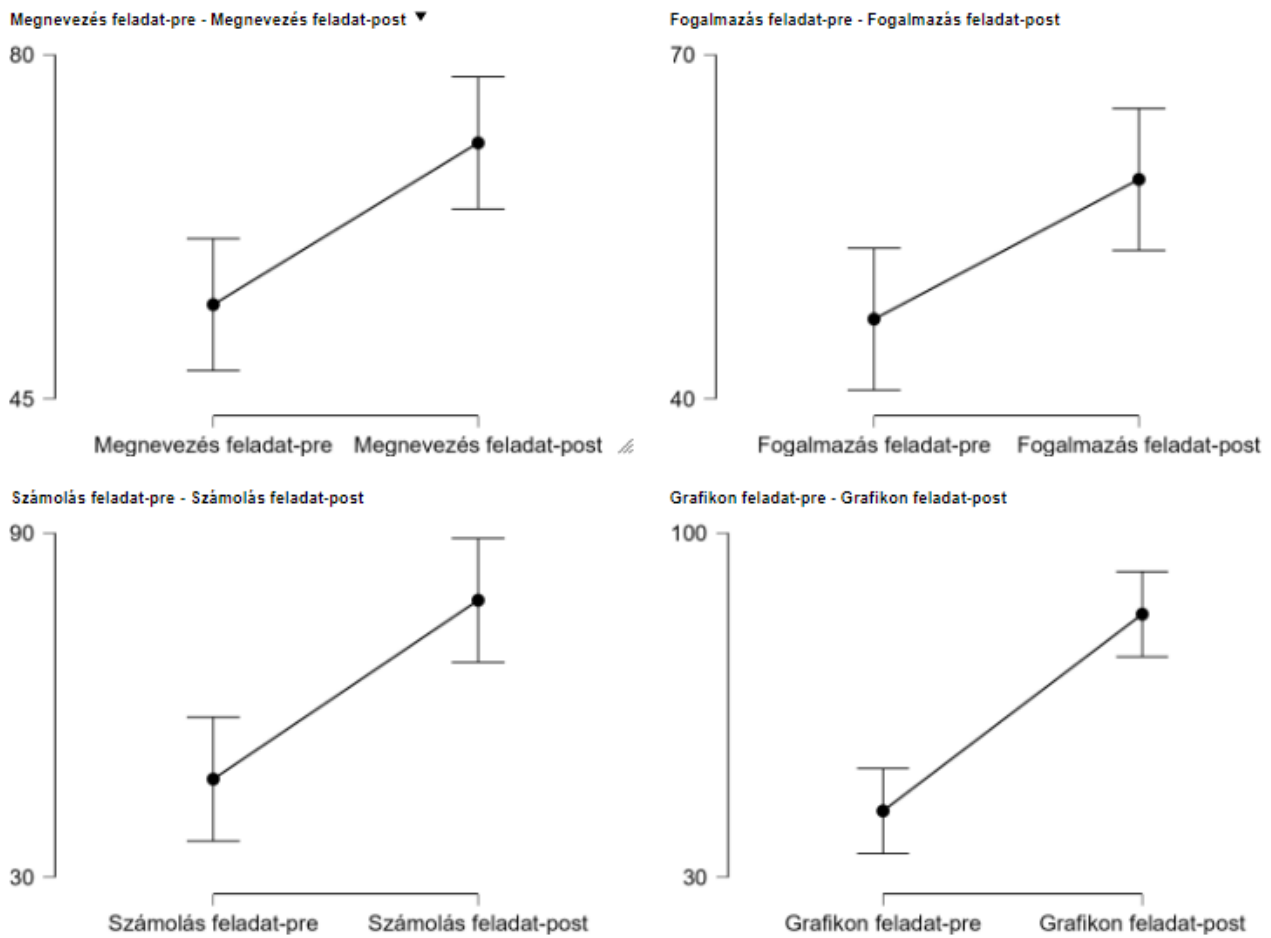 Megnevezés feladat-pre - Megnevezés feladat-post ▼
80
45
Megnevezés feladat-pre Megnevezés feladat-post
Fogalmazás feladat-pre - Fogalmazás feladat-post
70
40
Fogalmazás feladat-pre Fogalmazás feladat-post
Számolás feladat-pre - Számolás feladat-post
90
30
Számolás feladat-pre Számolás feladat-post
Grafikon feladat-pre - Grafikon feladat-post
100
30
Grafikon feladat-pre Grafikon feladat-post